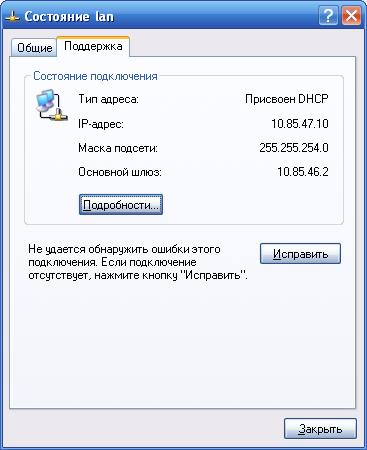 Состояние lan
Общие
Поддержка
Состояние подключения
Тип адреса: Присвоен DHCP
IP-адрес: 10.85.47.10
Маска подсети: 255.255.254.0
Основной шлюз: 10.85.46.2
Подробности...
Не удается обнаружить ошибки этого
подключения. Если подключение
отсутствует, нажмите кнопку "Исправить".
Исправить
Закрыть